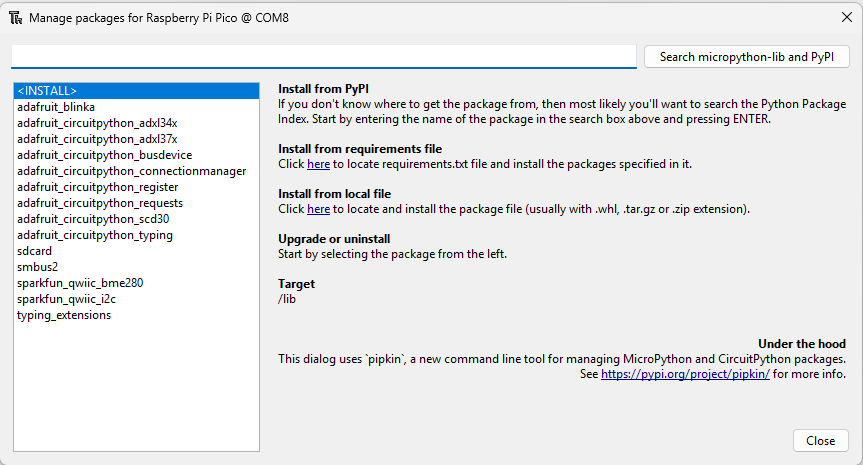 Manage packages for Raspberry Pi Pico @ COM8
Search micropython-lib and PyPI
<INSTALL>
adafruit_blinka
adafruit_circuitpython_adxl34x
adafruit_circuitpython_adxl37x
adafruit_circuitpython_busdevice
adafruit_circuitpython_connectionmanager
adafruit_circuitpython_register
adafruit_circuitpython_requests
adafruit_circuitpython_scd30
adafruit_circuitpython_typing
sdcard
smbus2
sparkfun_qwiic_bme280
sparkfun_qwiic_i2c
typing_extensions
Install from PyPI
If you don't know where to get the package from, then most likely you'll want to search the Python Package
Index. Start by entering the name of the package in the search box above and pressing ENTER.
Install from requirements file
Click here to locate requirements.txt file and install the packages specified in it.
Install from local file
Click here to locate and install the package file (usually with .whl, .tar.gz or .zip extension).
Upgrade or uninstall
Start by selecting the package from the left.
Target
/lib
Under the hood
This dialog uses `pipkin`, a new command line tool for managing MicroPython and CircuitPython packages.
See https://pypi.org/project/pipkin/ for more info.
Close